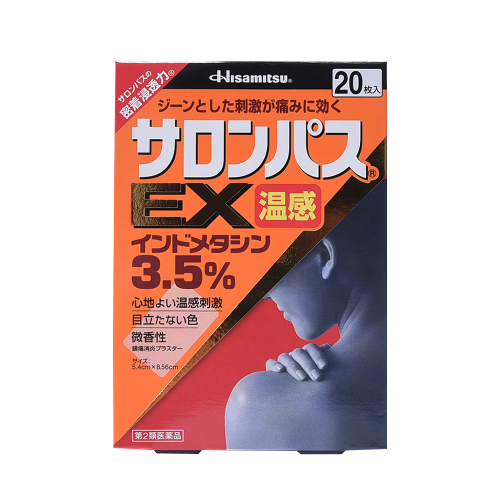 サロンパスの
密着浸透力®
Hisamitsu®
20枚入
ジーンとした刺激が痛みに効く
サロンパス®
EX 温感
インドメタシン
3.5%
心地よい温感刺激
目立たない色
微香性
鎮痛消炎プラスター
サイズ:
5.4cm×8.56cm
第2類医薬品